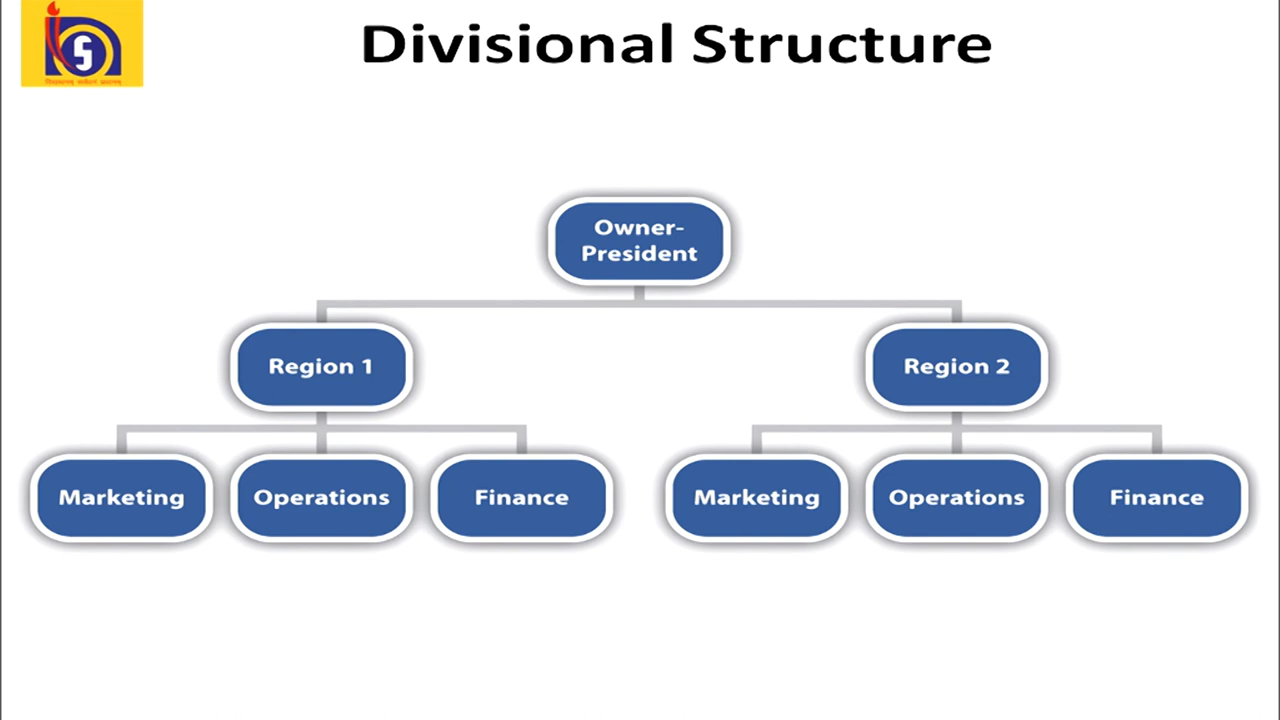 Divisional Structure
Owner-
President
Region 1
Region 2
Marketing
Operations
Finance
Marketing
Operations
Finance